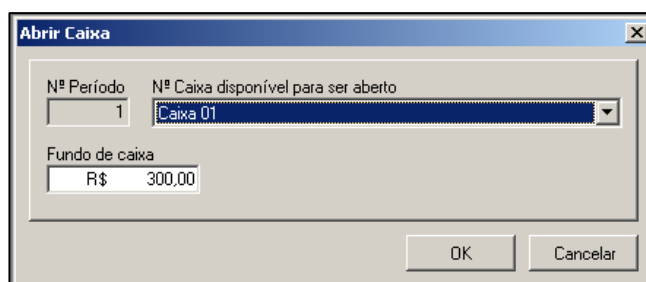 Abrir Caixa
Nº Período Nº Caixa disponível para ser aberto
1 Caixa 01
Fundo de caixa
R$ 300,00
OK Cancelar